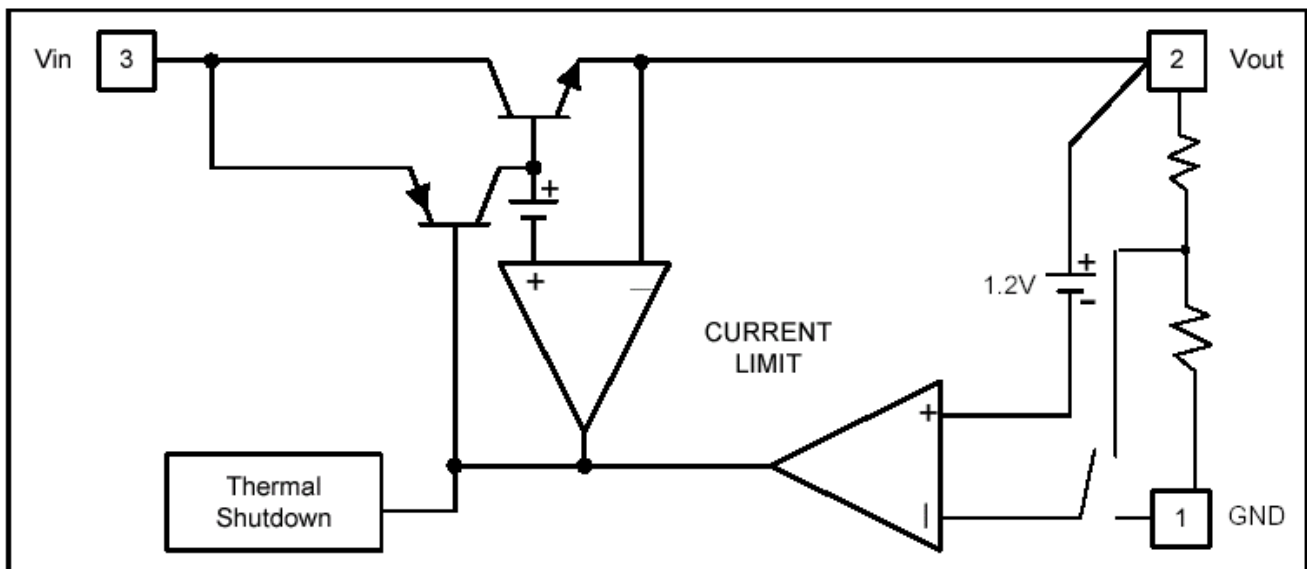 Vin 3
2 Vout
+
+ −
1.2V + -
CURRENT
LIMIT
+
−
Thermal
Shutdown
1 GND